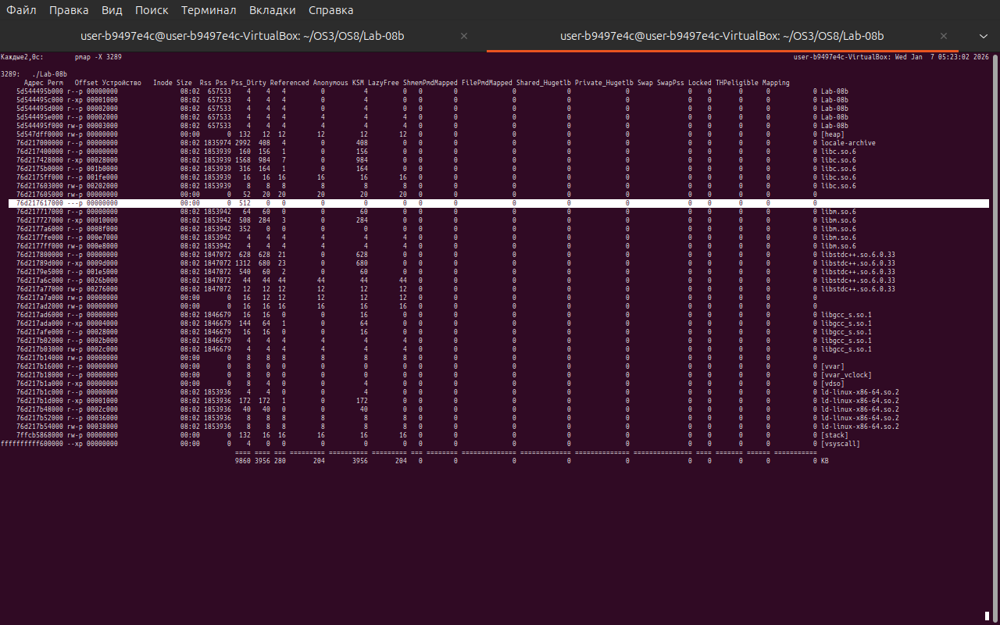 Файл Правка Вид Поиск Терминал Вкладки Справка
user-b9497e4c@user-b9497e4c-VirtualBox: ~/OS3/OS8/Lab-08b × user-b9497e4c@user-b9497e4c-VirtualBox: ~/OS3/OS8/Lab-08b ×
Каждые2,0с: pmap -X 3289 user-b9497e4c-VirtualBox: Wed Jan 7 05:23:02 2026
3289: ./Lab-08b
Адрес Perm Offset Устройство Inode Size Rss Pss Pss_Dirty Referenced Anonymous KSM LazyFree ShmemPmdMapped FilePmdMapped Shared_Hugetlb Private_Hugetlb Swap SwapPss Locked THPeligible Mapping
5d544495b000 r--p 00000000 08:02 657533 4 4 4 0 4 0 0 0 0 0 0 0 0 0 0 0 Lab-08b
5d544495c000 r-xp 00001000 08:02 657533 4 4 4 0 4 0 0 0 0 0 0 0 0 0 0 0 Lab-08b
5d544495d000 r--p 00002000 08:02 657533 4 4 4 0 4 0 0 0 0 0 0 0 0 0 0 0 Lab-08b
5d544495e000 r--p 00002000 08:02 657533 4 4 4 4 4 4 0 0 0 0 0 0 0 0 0 0 Lab-08b
5d544495f000 rw-p 00003000 08:02 657533 4 4 4 4 4 4 0 0 0 0 0 0 0 0 0 0 Lab-08b
5d547dff0000 rw-p 00000000 00:00 0 132 12 12 12 12 12 0 0 0 0 0 0 0 0 0 0 [heap]
76d217000000 r--p 00000000 08:02 1835974 2992 408 4 0 408 0 0 0 0 0 0 0 0 0 0 0 locale-archive
76d217400000 r--p 00000000 08:02 1853939 160 156 1 0 156 0 0 0 0 0 0 0 0 0 0 0 libc.so.6
76d217428000 r-xp 00028000 08:02 1853939 1568 984 7 0 984 0 0 0 0 0 0 0 0 0 0 0 libc.so.6
76d2175b0000 r--p 001b0000 08:02 1853939 316 164 1 0 164 0 0 0 0 0 0 0 0 0 0 0 libc.so.6
76d2175ff000 r--p 001fe000 08:02 1853939 16 16 16 16 16 16 0 0 0 0 0 0 0 0 0 0 libc.so.6
76d217603000 rw-p 00202000 08:02 1853939 8 8 8 8 8 8 0 0 0 0 0 0 0 0 0 0 libc.so.6
76d217605000 rw-p 00000000 00:00 0 52 20 20 20 20 20 0 0 0 0 0 0 0 0 0 0
76d217617000 ---p 00000000 00:00 0 512 0 0 0 0 0 0 0 0 0 0 0 0 0 0 0
76d217717000 r--p 00000000 08:02 1853942 64 60 0 0 60 0 0 0 0 0 0 0 0 0 0 0 libm.so.6
76d217727000 r-xp 00010000 08:02 1853942 508 284 3 0 284 0 0 0 0 0 0 0 0 0 0 0 libm.so.6
76d2177a6000 r--p 0008f000 08:02 1853942 352 0 0 0 0 0 0 0 0 0 0 0 0 0 0 0 libm.so.6
76d2177fe000 r--p 000e7000 08:02 1853942 4 4 4 4 4 4 0 0 0 0 0 0 0 0 0 0 libm.so.6
76d2177ff000 rw-p 000e8000 08:02 1853942 4 4 4 4 4 4 0 0 0 0 0 0 0 0 0 0 libm.so.6
76d217800000 r--p 00000000 08:02 1847072 628 628 21 0 628 0 0 0 0 0 0 0 0 0 0 0 libstdc++.so.6.0.33
76d21789d000 r-xp 0009d000 08:02 1847072 1312 680 23 0 680 0 0 0 0 0 0 0 0 0 0 0 libstdc++.so.6.0.33
76d2179e5000 r--p 001e5000 08:02 1847072 540 60 2 0 60 0 0 0 0 0 0 0 0 0 0 0 libstdc++.so.6.0.33
76d217a6c000 r--p 0026b000 08:02 1847072 44 44 44 44 44 44 0 0 0 0 0 0 0 0 0 0 libstdc++.so.6.0.33
76d217a77000 rw-p 00276000 08:02 1847072 12 12 12 12 12 12 0 0 0 0 0 0 0 0 0 0 libstdc++.so.6.0.33
76d217a7a000 rw-p 00000000 00:00 0 16 12 12 12 12 12 0 0 0 0 0 0 0 0 0 0
76d217ad2000 rw-p 00000000 00:00 0 16 16 16 16 16 16 0 0 0 0 0 0 0 0 0 0
76d217ad6000 r--p 00000000 08:02 1846679 16 16 0 0 16 0 0 0 0 0 0 0 0 0 0 0 libgcc_s.so.1
76d217ada000 r-xp 00004000 08:02 1846679 144 64 1 0 64 0 0 0 0 0 0 0 0 0 0 0 libgcc_s.so.1
76d217afe000 r--p 00028000 08:02 1846679 16 16 0 0 16 0 0 0 0 0 0 0 0 0 0 0 libgcc_s.so.1
76d217b02000 r--p 0002b000 08:02 1846679 4 4 4 4 4 4 0 0 0 0 0 0 0 0 0 0 libgcc_s.so.1
76d217b03000 rw-p 0002c000 08:02 1846679 4 4 4 4 4 4 0 0 0 0 0 0 0 0 0 0 libgcc_s.so.1
76d217b14000 rw-p 00000000 00:00 0 8 8 8 8 8 8 0 0 0 0 0 0 0 0 0 0
76d217b16000 r--p 00000000 00:00 0 8 0 0 0 0 0 0 0 0 0 0 0 0 0 0 0 [vvar]
76d217b18000 r--p 00000000 00:00 0 8 0 0 0 0 0 0 0 0 0 0 0 0 0 0 0 [vvar_vclock]
76d217b1a000 r-xp 00000000 00:00 0 8 4 0 0 4 0 0 0 0 0 0 0 0 0 0 0 [vdso]
76d217b1c000 r--p 00000000 08:02 1853936 4 4 0 0 4 0 0 0 0 0 0 0 0 0 0 0 ld-linux-x86-64.so.2
76d217b1d000 r-xp 00001000 08:02 1853936 172 172 1 0 172 0 0 0 0 0 0 0 0 0 0 0 ld-linux-x86-64.so.2
76d217b48000 r--p 0002c000 08:02 1853936 40 40 0 0 40 0 0 0 0 0 0 0 0 0 0 0 ld-linux-x86-64.so.2
76d217b52000 r--p 00036000 08:02 1853936 8 8 8 8 8 8 0 0 0 0 0 0 0 0 0 0 ld-linux-x86-64.so.2
76d217b54000 rw-p 00038000 08:02 1853936 8 8 8 8 8 8 0 0 0 0 0 0 0 0 0 0 ld-linux-x86-64.so.2
7ffcb5868000 rw-p 00000000 00:00 0 132 16 16 16 16 16 0 0 0 0 0 0 0 0 0 0 [stack]
ffffffffff600000 --xp 00000000 00:00 0 4 0 0 0 0 0 0 0 0 0 0 0 0 0 0 0 [vsyscall]
==== ==== === ========= ========== ========= === ======== ============== ============= ============== =============== ==== ======= ====== ===========
9860 3956 280 204 3956 204 0 0 0 0 0 0 0 0 0 0 KB